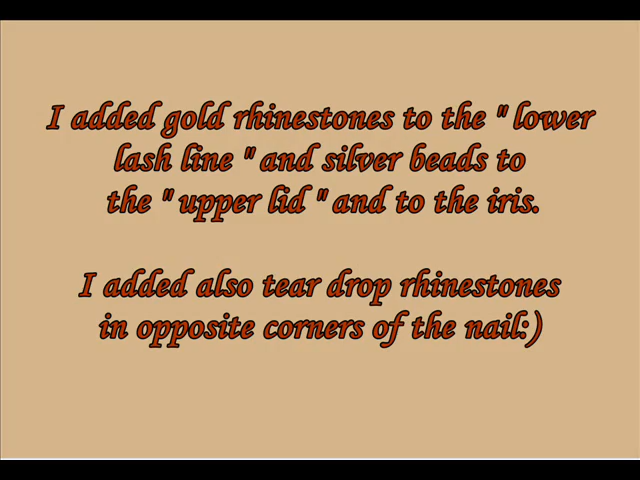 I added gold rhinestones to the " lower
lash line " and silver beads to
the " upper lid " and to the iris.
I added also tear drop rhinestones
in opposite corners of the nail:)